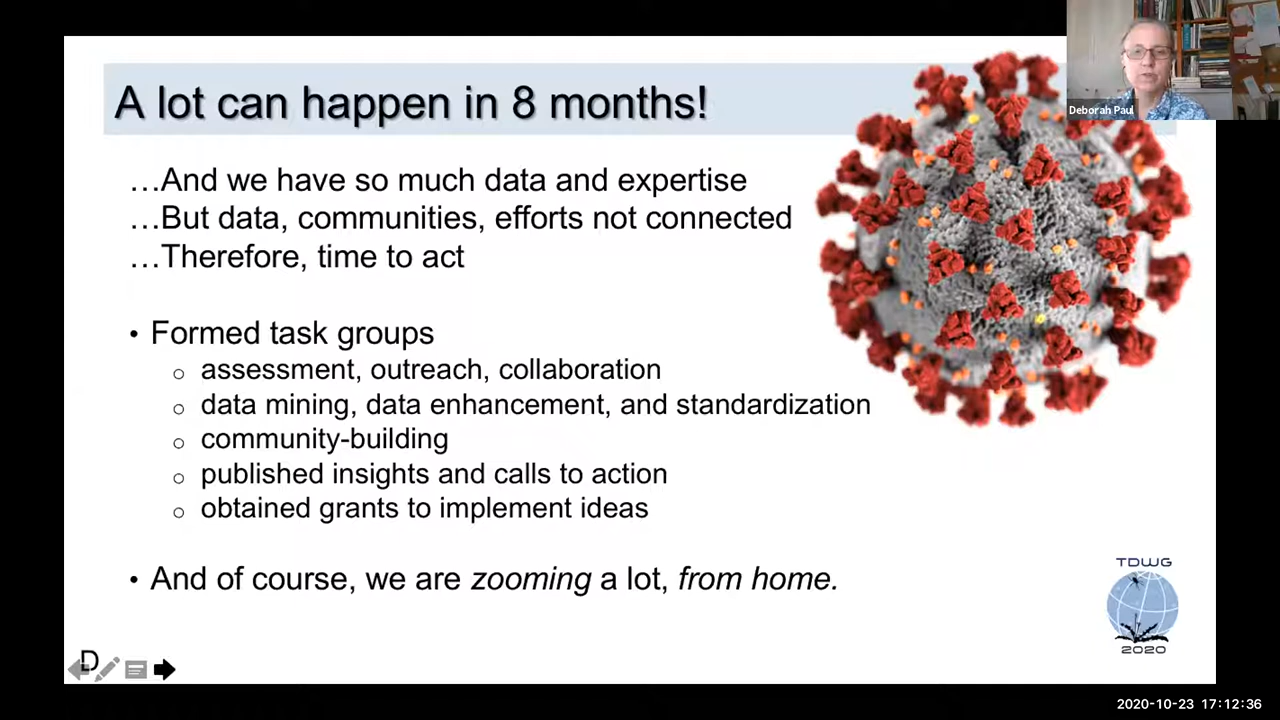 A lot can happen in 8 months!
Deborah Paul
…And we have so much data and expertise
…But data, communities, efforts not connected
…Therefore, time to act
• Formed task groups
o assessment, outreach, collaboration
o data mining, data enhancement, and standardization
o community-building
o published insights and calls to action
o obtained grants to implement ideas
• And of course, we are zooming a lot, from home.
TDWG
2020
D
2020-10-23 17:12:36